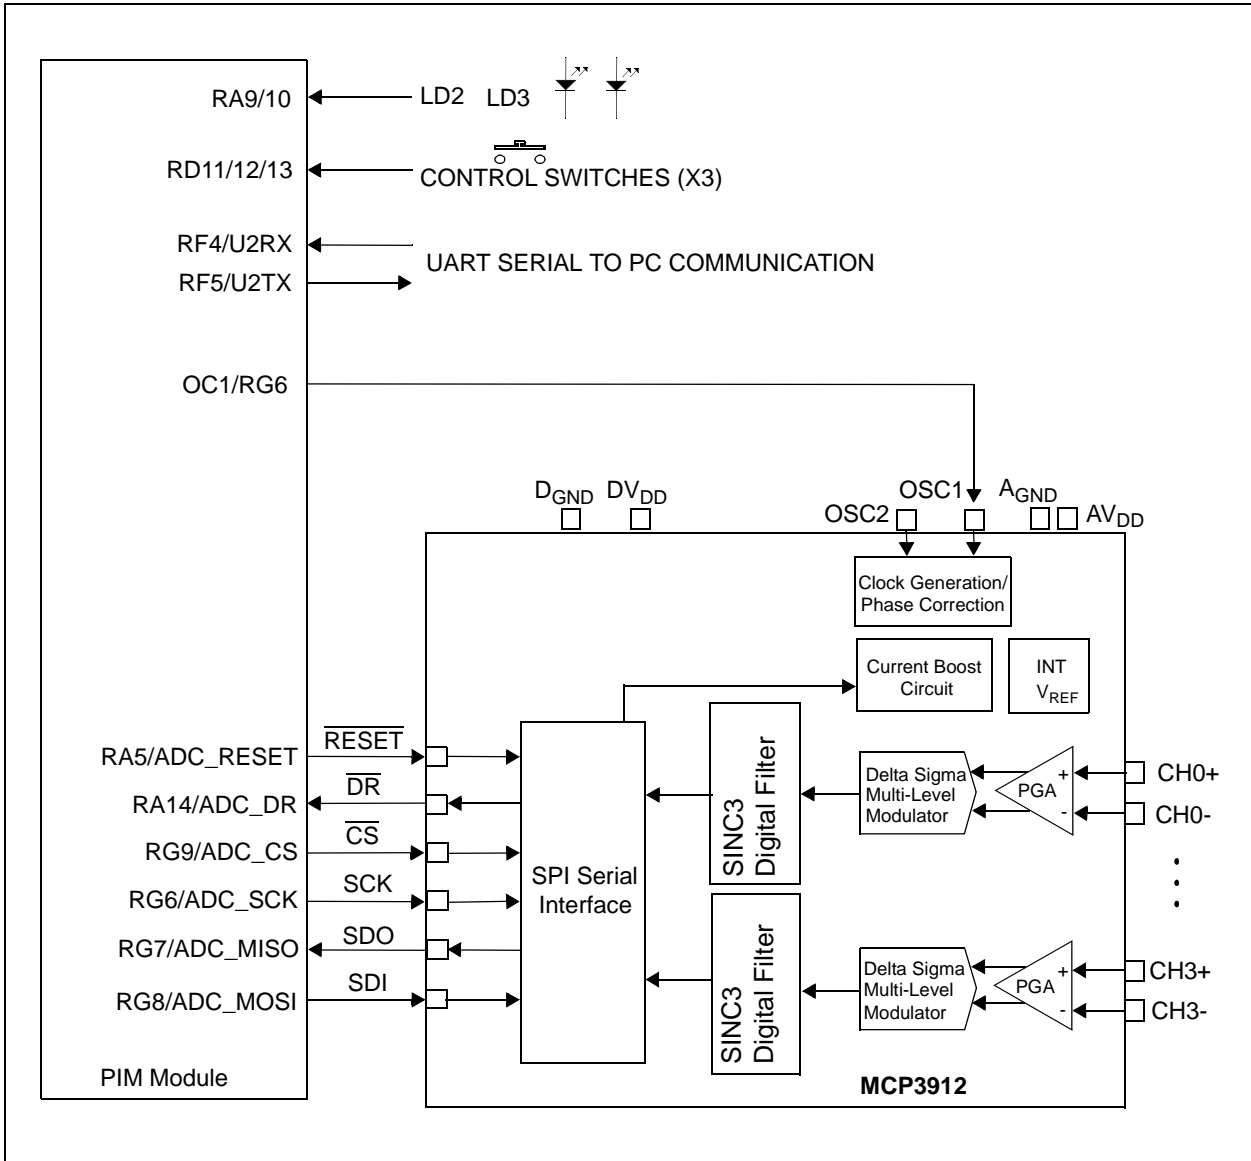 RA9/10
LD2 LD3
RD11/12/13
CONTROL SWITCHES (X3)
RF4/U2RX
UART SERIAL TO PC COMMUNICATION
RF5/U2TX
OC1/RG6
DGND DVDD
OSC2 OSC1 AGND AVDD
Clock Generation/
Phase Correction
Current Boost
Circuit
INT
VREF
RA5/ADC_RESET
RESET
RA14/ADC_DR
DR
RG9/ADC_CS
CS
RG6/ADC_SCK
SCK
RG7/ADC_MISO
SDO
RG8/ADC_MOSI
SDI
PIM Module
SPI Serial
Interface
SINC3
Digital Filter
Delta Sigma
Multi-Level
Modulator
PGA
+
-
CH0+
CH0-
SINC3
Digital Filter
Delta Sigma
Multi-Level
Modulator
PGA
+
-
CH3+
CH3-
MCP3912